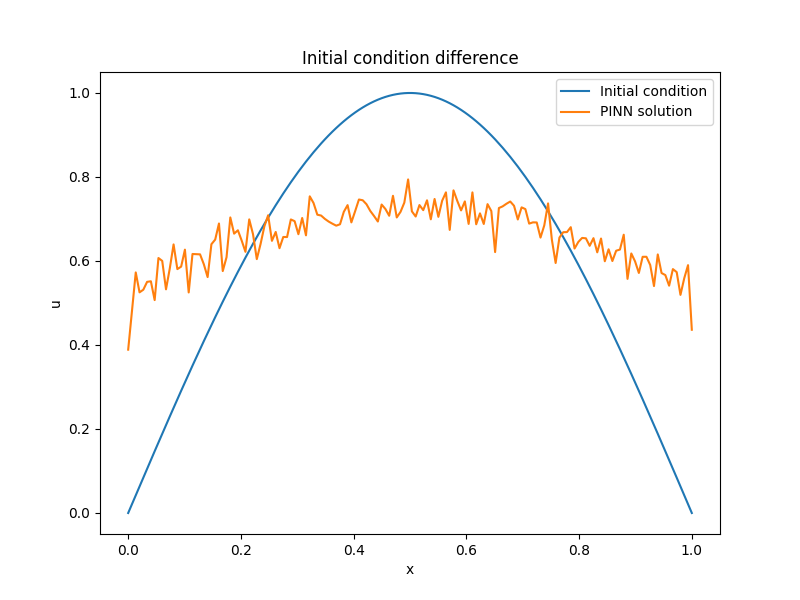 Initial condition difference
Initial condition
PINN solution
1.0
0.8
0.6
0.4
0.2
0.0
u
0.0 0.2 0.4 0.6 0.8 1.0
x